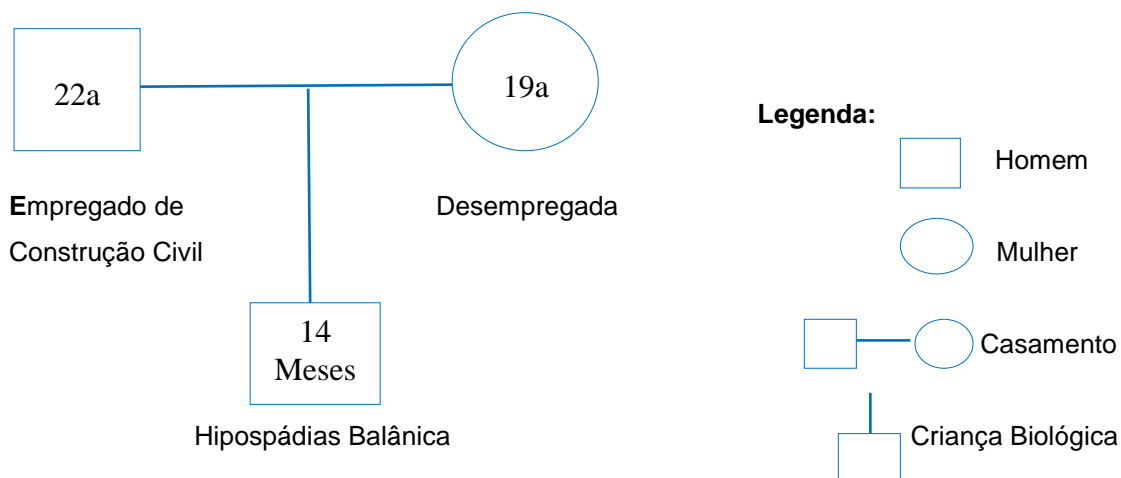 22a
19a
Empregado de
Construção Civil
Desempregada
14
Meses
Hipospádias Balânica
Legenda:
Homem
Mulher
Casamento
Criança Biológica